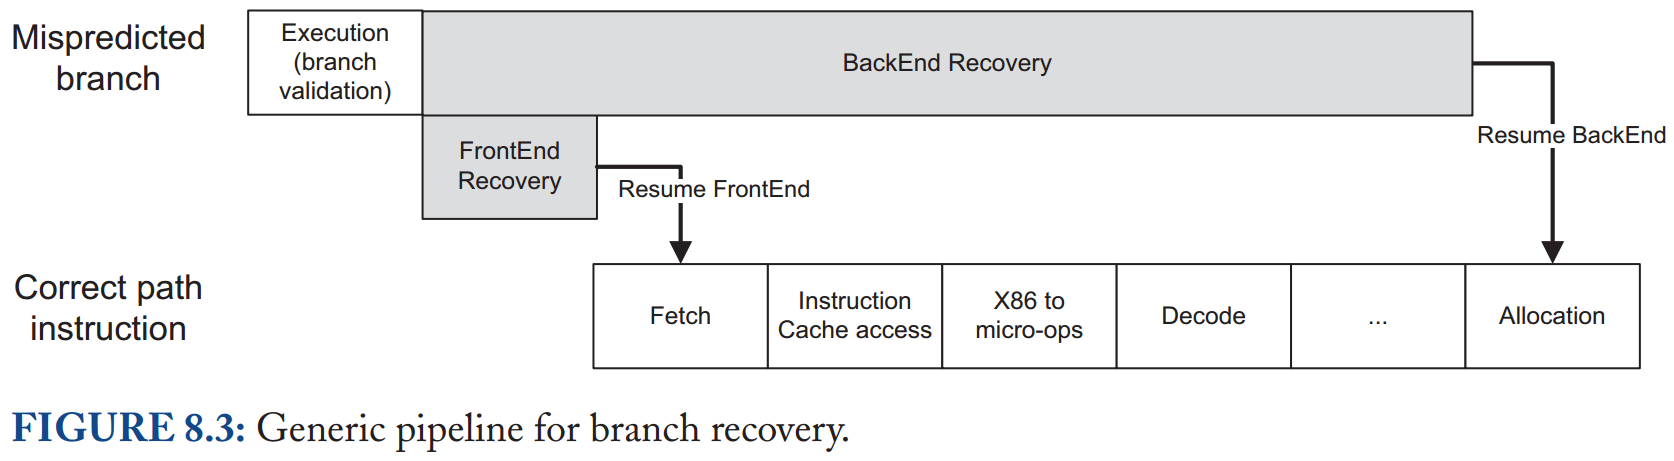 Mispredicted
branch
Execution
(branch
validation)
BackEnd Recovery
FrontEnd
Recovery
Resume FrontEnd
Resume BackEnd
Correct path
instruction
Fetch
Instruction
Cache access
X86 to
micro-ops
Decode
...
Allocation
FIGURE 8.3: Generic pipeline for branch recovery.